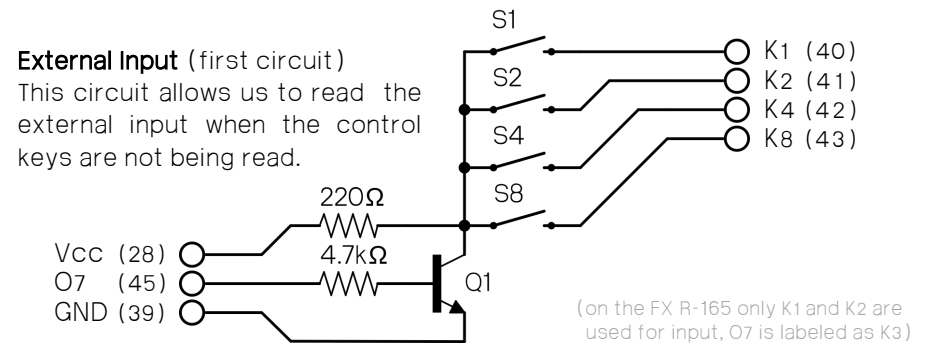 External Input (first circuit)
This circuit allows us to read the
external input when the control
keys are not being read.
S1
S2
S4
S8
K1 (40)
K2 (41)
K4 (42)
K8 (43)
220Ω
4.7kΩ
Vcc (28)
O7 (45)
GND (39)
Q1
(on the FX R-165 only K1 and K2 are
used for input, O7 is labeled as K3)